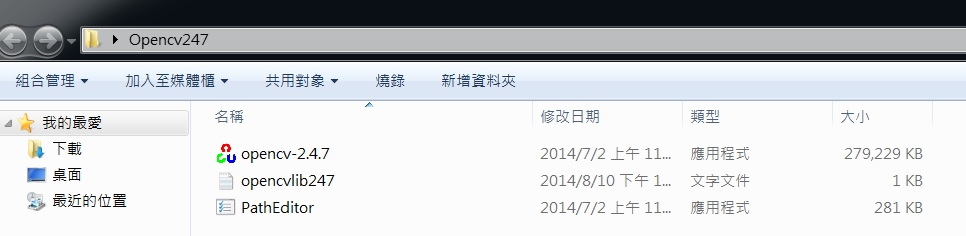 Opencv247
組合管理 加入至媒體櫃 共用對象 燒錄 新增資料夾
我的最愛
下載
桌面
最近的位置
名稱 修改日期 類型 大小
opencv-2.4.7 2014/7/2 上午 11... 應用程式 279,229 KB
opencvlib247 2014/8/10 下午 1... 文字文件 1 KB
PathEditor 2014/7/2 上午 11... 應用程式 281 KB